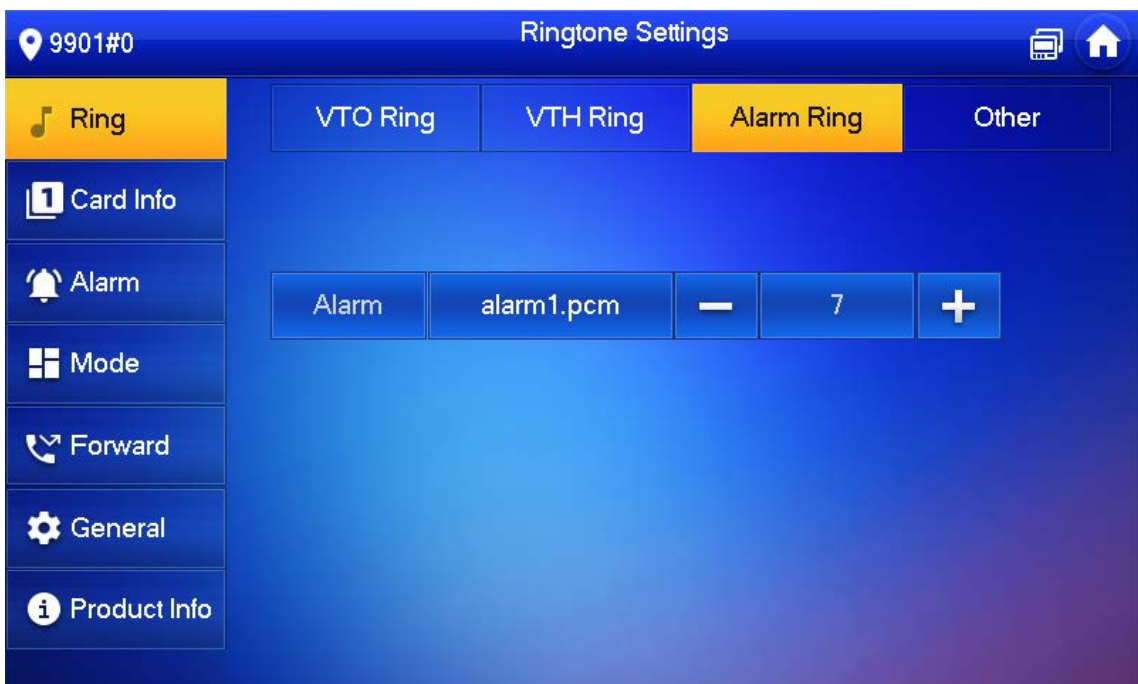 9901#0
Ringtone Settings
Ring
VTO Ring
VTH Ring
Alarm Ring
Other
1 Card Info
Alarm
Alarm
alarm1.pcm
7
Mode
Forward
General
Product Info